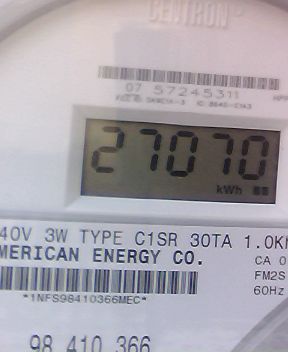 CENTRON
07 57245311
27070
kWh
40V 3W TYPE C1SR 30TA 1.0K
MERICAN ENERGY CO.
CA 0
FM2S
60Hz
*1NFS98410366MEC*
98 410 366